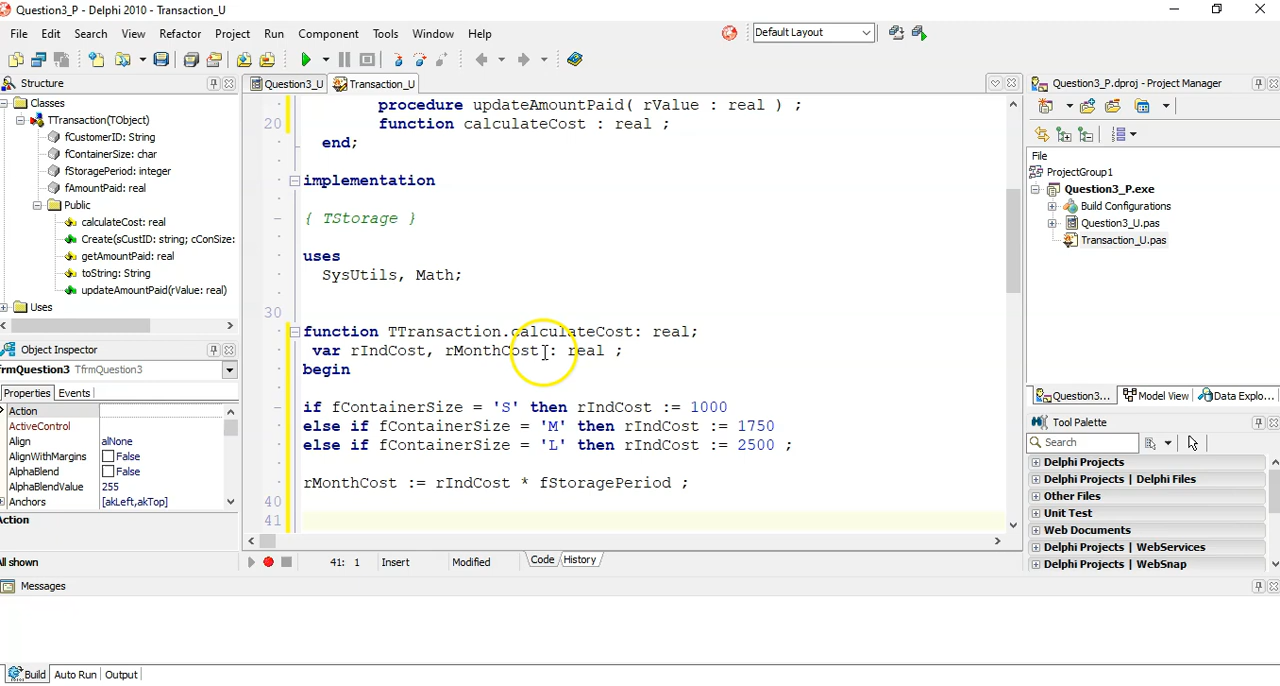 Question3_P - Delphi 2010 - Transaction_U
File Edit Search View Refactor Project Run Component Tools Window Help
Default Layout
Structure
Classes
TTransaction(TObject)
fCustomerID: String
fContainerSize: char
fStoragePeriod: integer
fAmountPaid: real
Public
calculateCost: real
Create(sCustID: string; cConSize:
getAmountPaid: real
toString: String
updateAmountPaid(rValue: real)
Uses
Object Inspector
frmQuestion3 TfrmQuestion3
Properties Events
Action
ActiveControl
Align alNone
AlignWithMargins False
AlphaBlend False
AlphaBlendValue 255
Anchors [akLeft,akTop]
Action
All shown
Question3_U Transaction_U
procedure updateAmountPaid( rValue : real ) ;
20 function calculateCost : real ;
end;
implementation
{ TStorage }
uses
SysUtils, Math;
30
function TTransaction.calculateCost: real;
var rIndCost, rMonthCost : real ;
begin
if fContainerSize = 'S' then rIndCost := 1000
else if fContainerSize = 'M' then rIndCost := 1750
else if fContainerSize = 'L' then rIndCost := 2500 ;
rMonthCost := rIndCost * fStoragePeriod ;
40
41
41: 1 Insert Modified Code History
Question3_P.dproj - Project Manager
File
ProjectGroup1
Question3_P.exe
Build Configurations
Question3_U.pas
Transaction_U.pas
Question3... Model View Data Explo...
Tool Palette
Search
Delphi Projects
Delphi Projects | Delphi Files
Other Files
Unit Test
Web Documents
Delphi Projects | WebServices
Delphi Projects | WebSnap
Messages
Build Auto Run Output